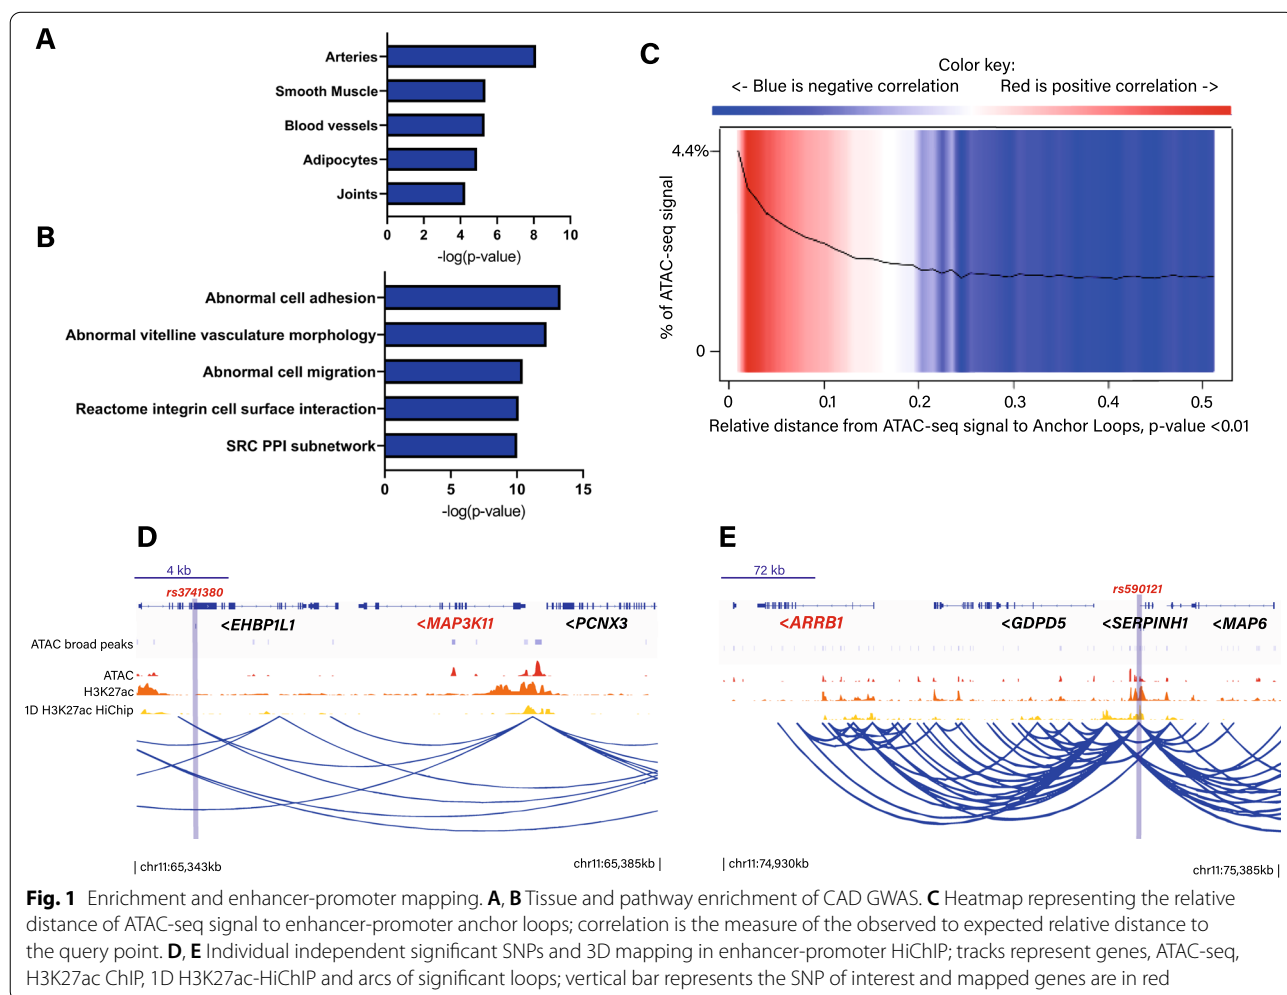 A
Arteries
Smooth Muscle
Blood vessels
Adipocytes
Joints
0 2 4 6 8 10
-log(p-value)
B
Abnormal cell adhesion
Abnormal vitelline vasculature morphology
Abnormal cell migration
Reactome integrin cell surface interaction
SRC PPI subnetwork
0 5 10 15
-log(p-value)
C
Color key:
<- Blue is negative correlation Red is positive correlation ->
4.4%
0
% of ATAC-seq signal
0 0.1 0.2 0.3 0.4 0.5
Relative distance from ATAC-seq signal to Anchor Loops, p-value <0.01
D
4 kb
rs3741380
<EHBP1L1 <MAP3K11 <PCNX3
ATAC broad peaks
ATAC
H3K27ac
1D H3K27ac HiChip
| chr11:65,343kb chr11:65,385kb |
E
72 kb
rs590121
<ARRB1 <GDPD5 <SERPINH1 <MAP6
| chr11:74,930kb chr11:75,385kb |
Fig. 1 Enrichment and enhancer-promoter mapping. A, B Tissue and pathway enrichment of CAD GWAS. C Heatmap representing the relative
distance of ATAC-seq signal to enhancer-promoter anchor loops; correlation is the measure of the observed to expected relative distance to
the query point. D, E Individual independent significant SNPs and 3D mapping in enhancer-promoter HiChIP; tracks represent genes, ATAC-seq,
H3K27ac ChIP, 1D H3K27ac-HiChIP and arcs of significant loops; vertical bar represents the SNP of interest and mapped genes are in red